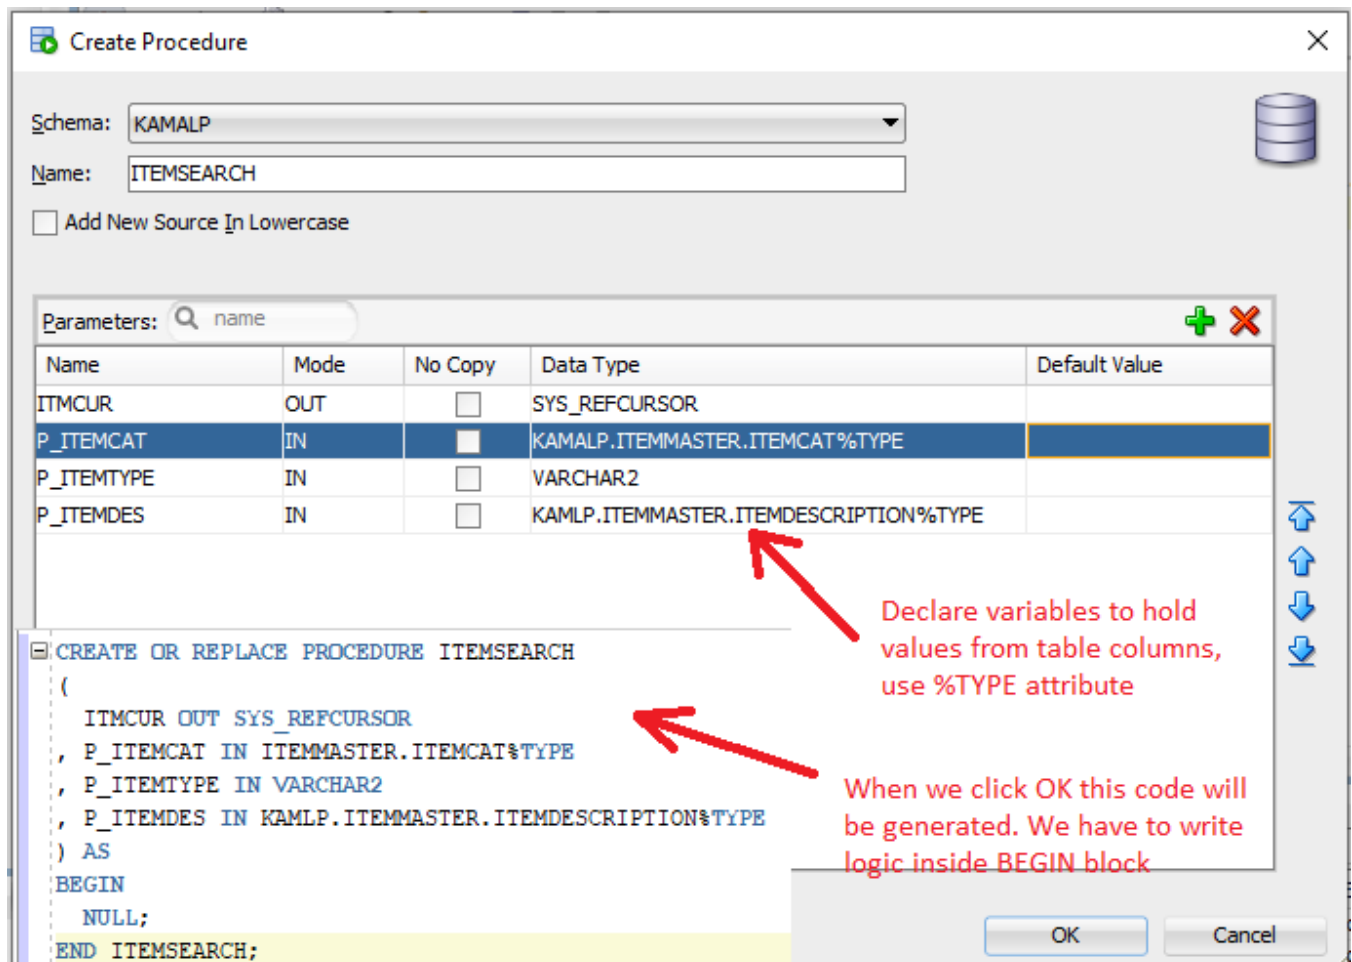 Create Procedure
Schema: KAMALP
Name: ITEMSEARCH
Add New Source In Lowercase
Parameters: name
Name Mode No Copy Data Type Default Value
ITMCUR OUT SYS_REFCURSOR
P_ITEMCAT IN KAMALP.ITEMMASTER.ITEMCAT%TYPE
P_ITEMTYPE IN VARCHAR2
P_ITEMDES IN KAMLP.ITEMMASTER.ITEMDESCRIPTION%TYPE
Declare variables to hold
values from table columns,
use %TYPE attribute
CREATE OR REPLACE PROCEDURE ITEMSEARCH
(
ITMCUR OUT SYS_REFCURSOR
, P_ITEMCAT IN ITEMMASTER.ITEMCAT%TYPE
, P_ITEMTYPE IN VARCHAR2
, P_ITEMDES IN KAMLP.ITEMMASTER.ITEMDESCRIPTION%TYPE
) AS
BEGIN
NULL;
END ITEMSEARCH;
When we click OK this code will
be generated. We have to write
logic inside BEGIN block
OK Cancel